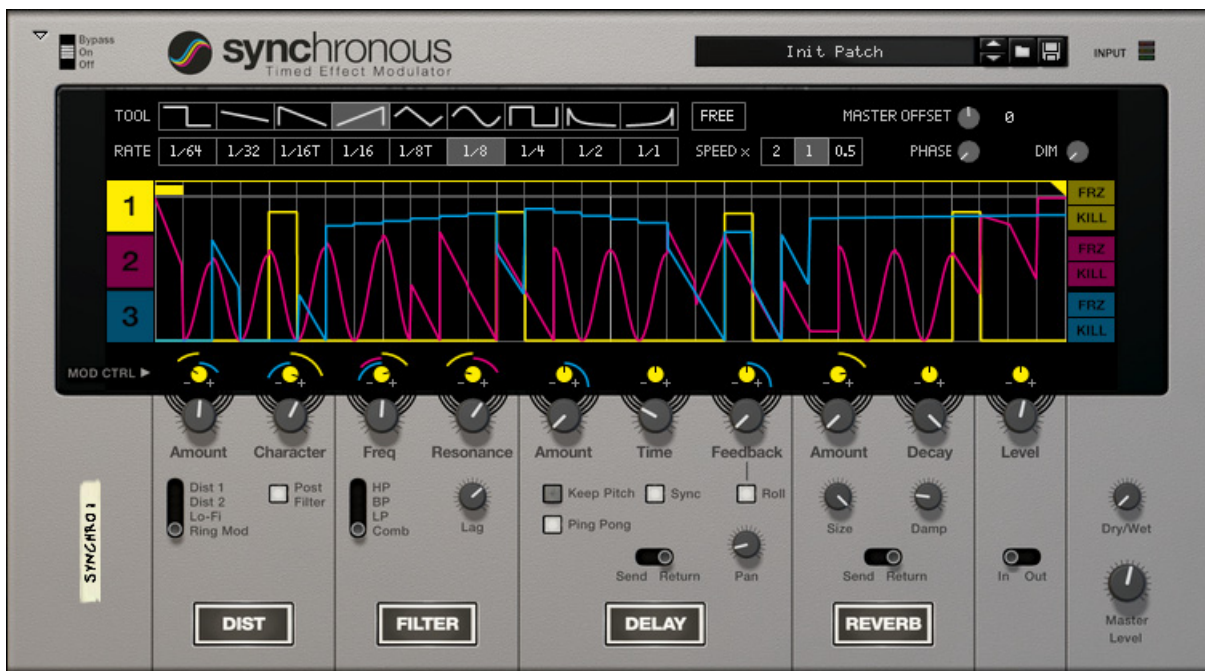 Bypass
On
Off
synchronous
Timed Effect Modulator
Init Patch
INPUT
TOOL
FREE
MASTER OFFSET
0
RATE
1/64
1/32
1/16T
1/16
1/8T
1/8
1/4
1/2
1/1
SPEED ×
2
1
0.5
PHASE
DIM
1
FRZ
KILL
2
FRZ
KILL
3
FRZ
KILL
MOD CTRL ▶
- +
- +
- +
- +
- +
- +
- +
- +
- +
- +
Amount
Character
Freq
Resonance
Amount
Time
Feedback
Amount
Decay
Level
Dist 1
Dist 2
Lo-Fi
Ring Mod
Post
Filter
HP
BP
LP
Comb
Lag
Keep Pitch
Sync
Roll
Ping Pong
Send Return
Pan
Size
Damp
Send Return
In Out
Dry/Wet
Master
Level
SYNCHRO 1
DIST
FILTER
DELAY
REVERB